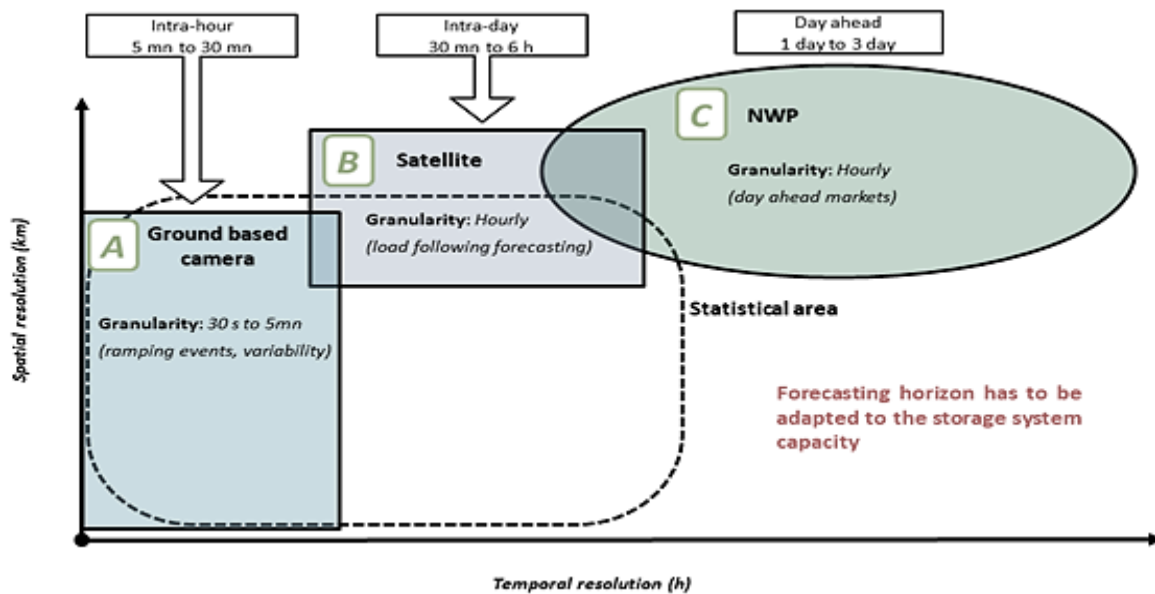 Intra-hour
5 mn to 30 mn
Intra-day
30 mn to 6 h
Day ahead
1 day to 3 day
C
NWP
B
Satellite
Granularity: Hourly
(day ahead markets)
Granularity: Hourly
(load following forecasting)
A
Ground based
camera
Granularity: 30 s to 5mn
(ramping events, variability)
Statistical area
Spatial resolution (km)
Forecasting horizon has to be
adapted to the storage system
capacity
Temporal resolution (h)